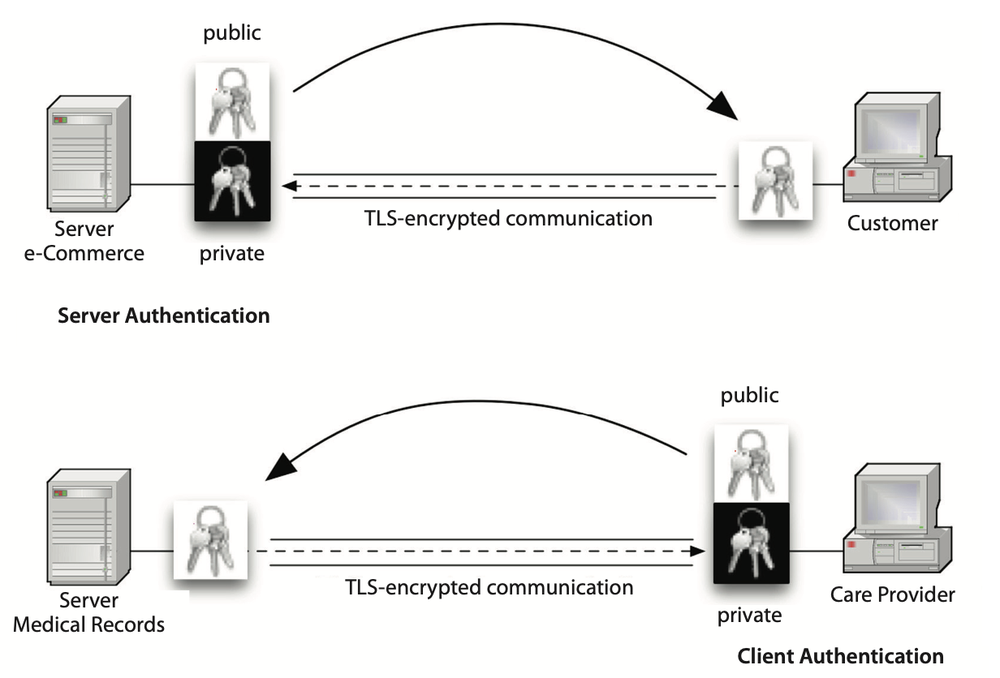 public
Server
e-Commerce
private
TLS-encrypted communication
Customer
Server Authentication
public
Server
Medical Records
TLS-encrypted communication
private
Care Provider
Client Authentication